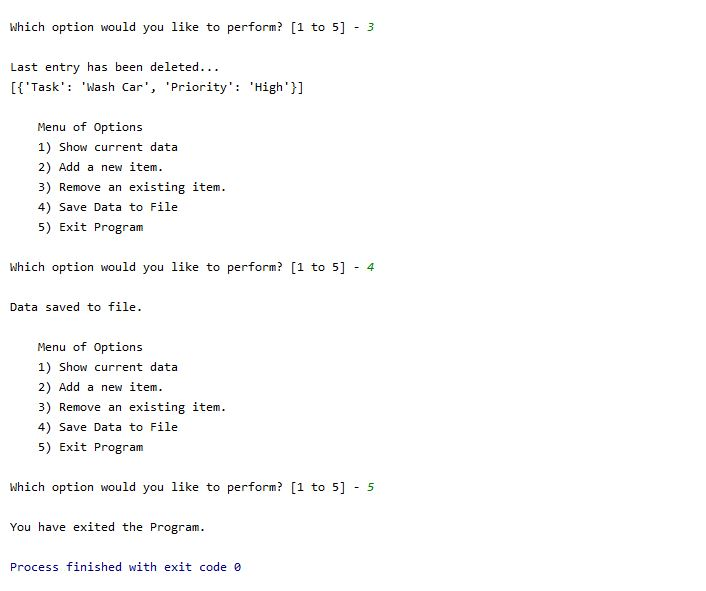 Which option would you like to perform? [1 to 5] - 3
Last entry has been deleted...
[{'Task': 'Wash Car', 'Priority': 'High'}]
Menu of Options
1) Show current data
2) Add a new item.
3) Remove an existing item.
4) Save Data to File
5) Exit Program
Which option would you like to perform? [1 to 5] - 4
Data saved to file.
Menu of Options
1) Show current data
2) Add a new item.
3) Remove an existing item.
4) Save Data to File
5) Exit Program
Which option would you like to perform? [1 to 5] - 5
You have exited the Program.
Process finished with exit code 0